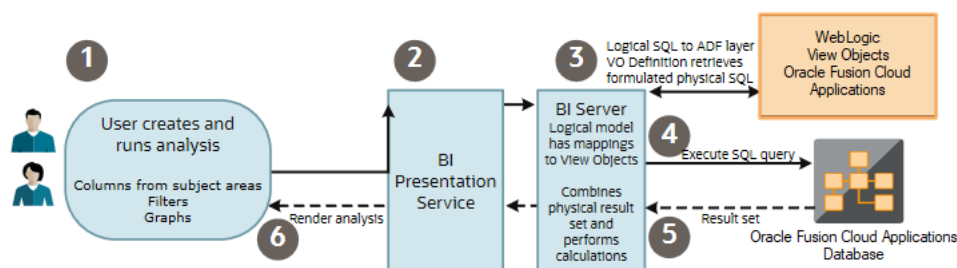 1
User creates and
runs analysis
Columns from subject areas
Filters
Graphs
2
BI
Presentation
Service
3
Logical SQL to ADF layer
VO Definition retrieves
formulated physical SQL
WebLogic
View Objects
Oracle Fusion Cloud
Applications
BI Server
Logical model
has mappings
to View Objects
Combines
physical result
set and
performs
calculations
4
Execute SQL query
5
Result set
Oracle Fusion Cloud Applications
Database
6
Render analysis